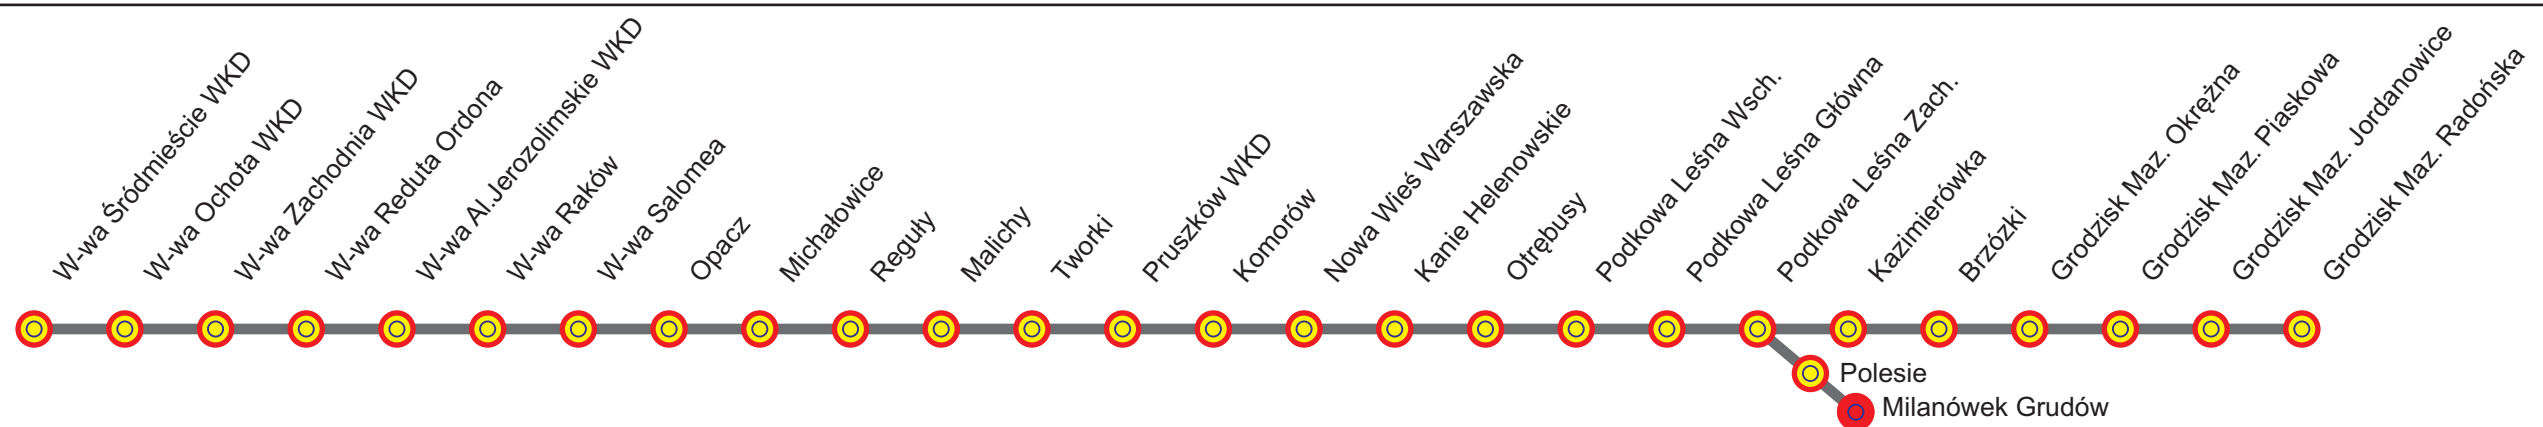 W-wa Śródmieście WKD
W-wa Ochota WKD
W-wa Zachodnia WKD
W-wa Reduta Ordona
W-wa Al.Jerozolimskie WKD
W-wa Raków
W-wa Salomea
Opacz
Michałowice
Reguły
Malichy
Tworki
Pruszków WKD
Komorów
Nowa Wieś Warszawska
Kanie Helenowskie
Otrębusy
Podkowa Leśna Wsch.
Podkowa Leśna Główna
Podkowa Leśna Zach.
Kazimierówka
Brzózki
Grodzisk Maz. Okrężna
Grodzisk Maz. Piaskowa
Grodzisk Maz. Jordanowice
Grodzisk Maz. Radońska
Polesie
Milanówek Grudów